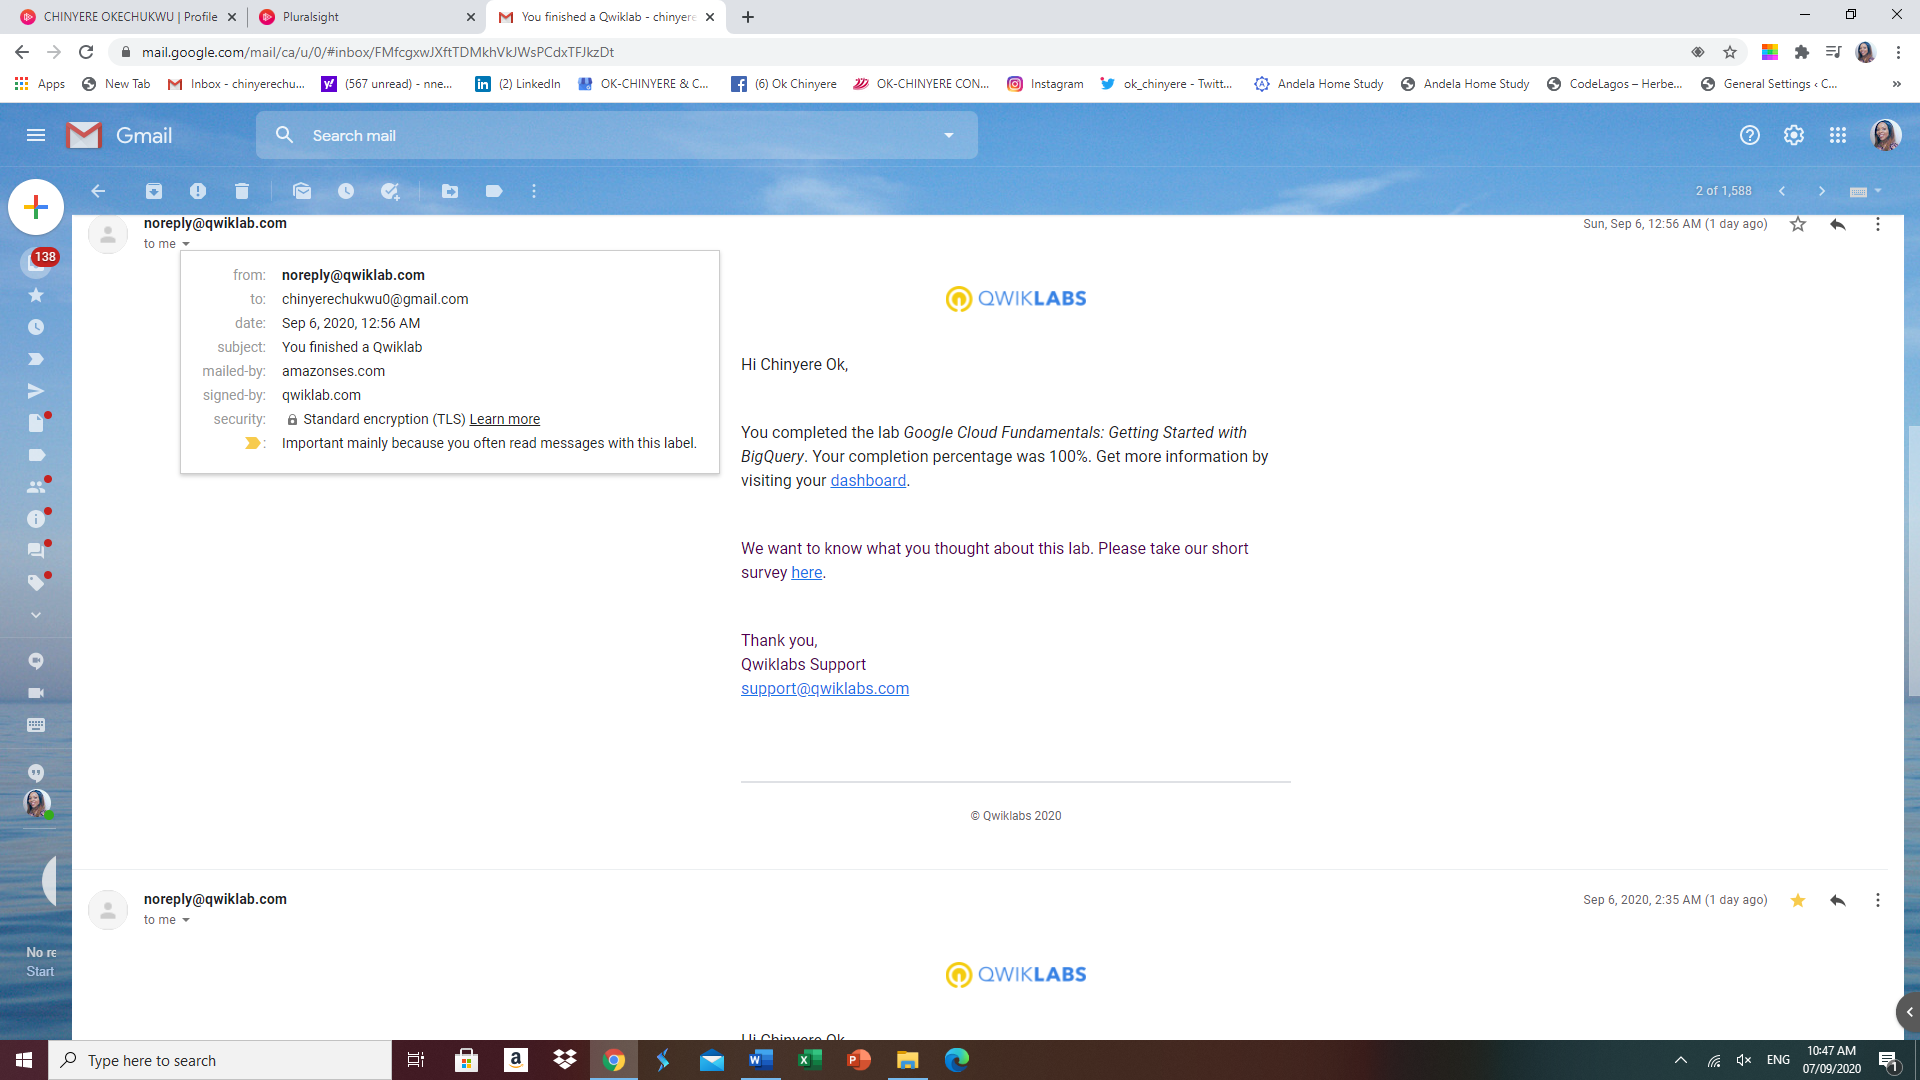 CHINYERE OKECHUKWU | Profile
Pluralsight
You finished a Qwiklab - chinyere
mail.google.com/mail/ca/u/0/#inbox/FMfcgxwJXftTDMkhVkJWsPCdxTFJkzDt
Apps
New Tab
Inbox - chinyerechu...
(567 unread) - nne...
(2) LinkedIn
OK-CHINYERE & C...
(6) Ok Chinyere
OK-CHINYERE CON...
Instagram
ok_chinyere - Twitt...
Andela Home Study
Andela Home Study
CodeLagos – Herbe...
General Settings ‹ C...
»
Gmail
Search mail
2 of 1,588
138
noreply@qwiklab.com
Sun, Sep 6, 12:56 AM (1 day ago)
to me
from: noreply@qwiklab.com
to: chinyerechukwu0@gmail.com
date: Sep 6, 2020, 12:56 AM
subject: You finished a Qwiklab
mailed-by: amazonses.com
signed-by: qwiklab.com
security: Standard encryption (TLS) Learn more
: Important mainly because you often read messages with this label.
QWIKLABS
Hi Chinyere Ok,
You completed the lab Google Cloud Fundamentals: Getting Started with
BigQuery. Your completion percentage was 100%. Get more information by
visiting your dashboard.
We want to know what you thought about this lab. Please take our short
survey here.
Thank you,
Qwiklabs Support
support@qwiklabs.com
© Qwiklabs 2020
noreply@qwiklab.com
Sep 6, 2020, 2:35 AM (1 day ago)
to me
No re
Start
QWIKLABS
Hi Chinyere Ok
Type here to search
ENG
10:47 AM
07/09/2020
1